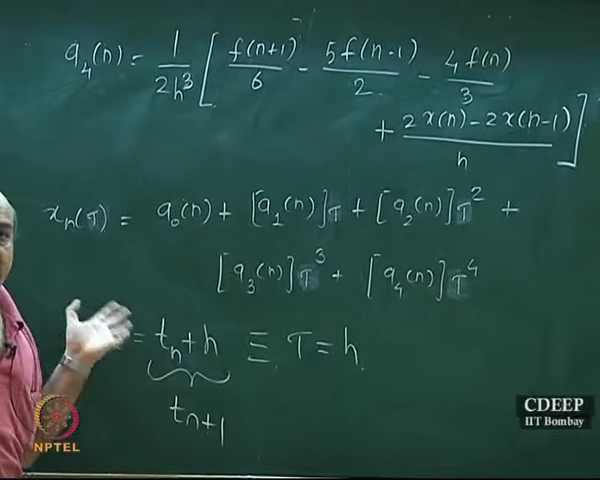 a₄(n) = 1/2h³ [ f(n+1)/6 - 5f(n-1)/2 - 4f(n)/3
+ 2x(n) - 2x(n-1)/h ]
xₙ(τ) = a₀(n) + [a₁(n)]τ + [a₂(n)]τ² +
[a₃(n)]τ³ + [a₄(n)]τ⁴
= tₙ+h ≡ τ = h
tₙ₊₁
CDEEP
IIT Bombay
NPTEL